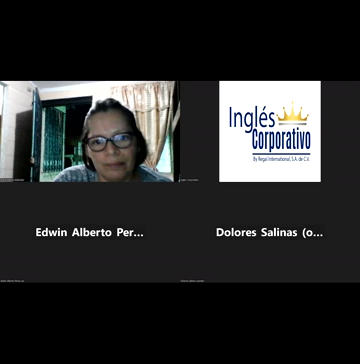 Inglés
Corporativo
By Regal International, S.A. de C.V.
Edwin Alberto Per...
Dolores Salinas (o...